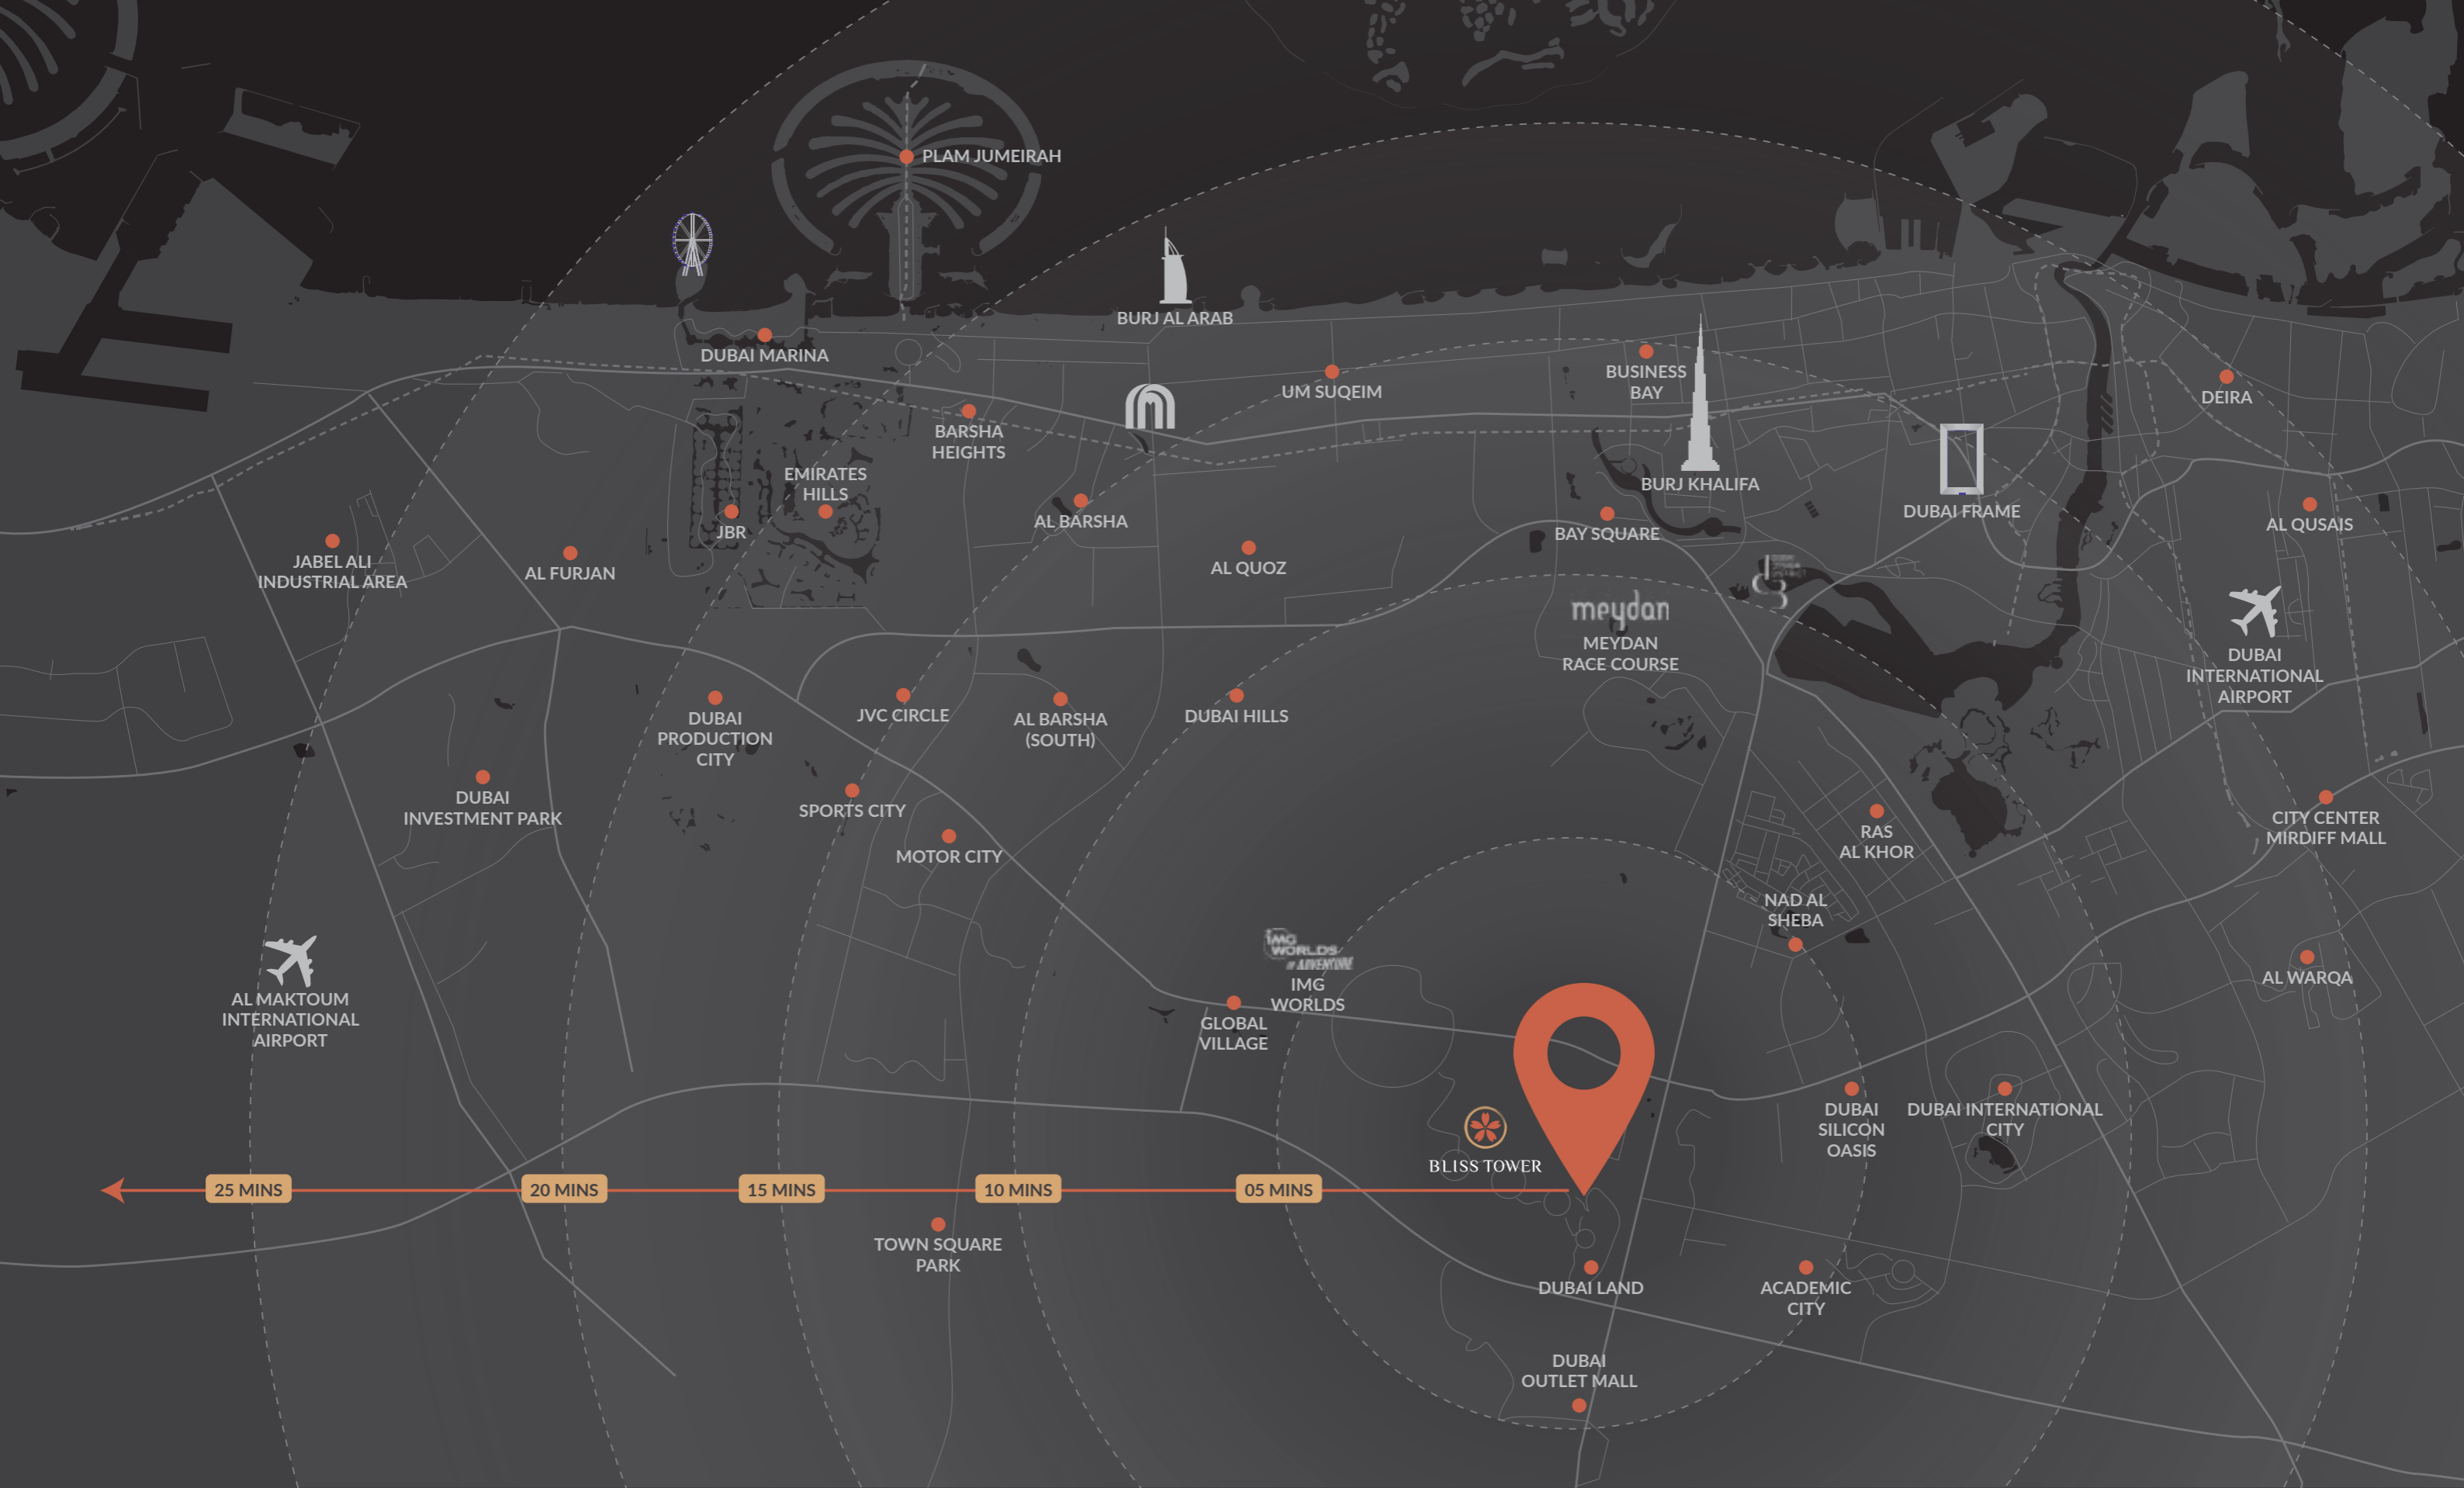 PLAM JUMEIRAH
BURJ AL ARAB
DUBAI MARINA
UM SUQEIM
BUSINESS
BAY
DEIRA
BARSHA
HEIGHTS
EMIRATES
HILLS
BURJ KHALIFA
DUBAI FRAME
JBR
AL BARSHA
BAY SQUARE
AL QUSAIS
JABEL ALI
INDUSTRIAL AREA
AL FURJAN
AL QUOZ
d3
meydan
MEYDAN
RACE COURSE
DUBAI
INTERNATIONAL
AIRPORT
DUBAI
PRODUCTION
CITY
JVC CIRCLE
AL BARSHA
(SOUTH)
DUBAI HILLS
DUBAI
INVESTMENT PARK
SPORTS CITY
MOTOR CITY
RAS
AL KHOR
CITY CENTER
MIRDIFF MALL
NAD AL
SHEBA
IMG
WORLDS
of ADVENTURE
IMG
WORLDS
AL WARQA
AL MAKTOUM
INTERNATIONAL
AIRPORT
GLOBAL
VILLAGE
DUBAI
SILICON
OASIS
DUBAI INTERNATIONAL
CITY
BLISS TOWER
25 MINS
20 MINS
15 MINS
10 MINS
05 MINS
TOWN SQUARE
PARK
DUBAI LAND
ACADEMIC
CITY
DUBAI
OUTLET MALL